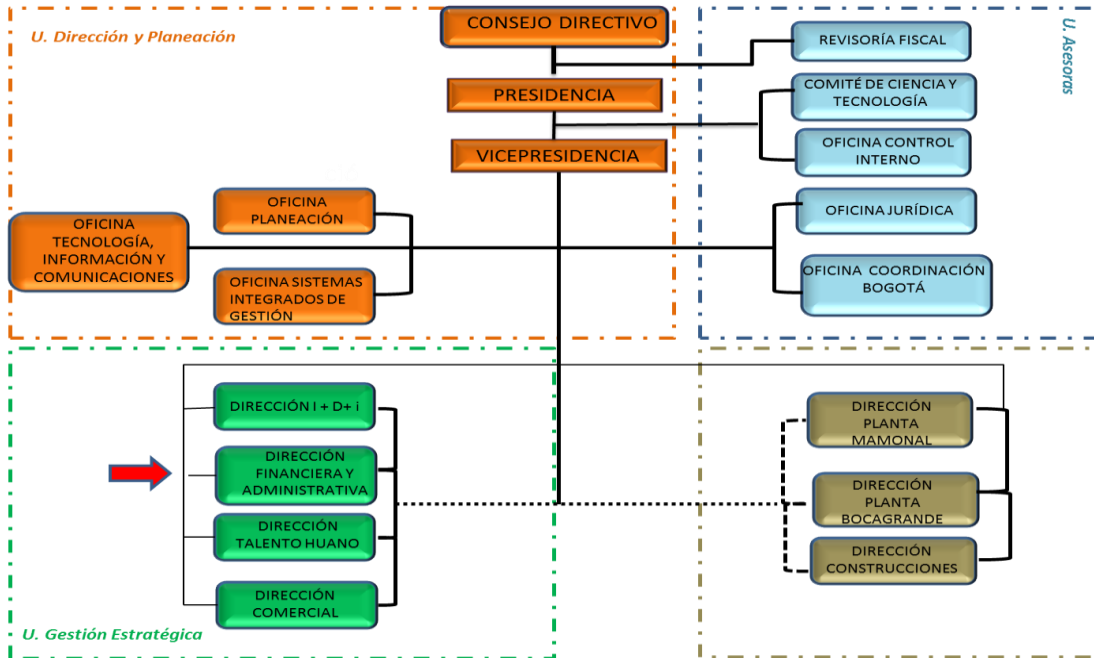 CONSEJO DIRECTIVO
U. Dirección y Planeación
REVISORÍA FISCAL
U. Asesoras
PRESIDENCIA
COMITÉ DE CIENCIA Y
TECNOLOGÍA
VICEPRESIDENCIA
OFICINA CONTROL
INTERNO
OFICINA
PLANEACIÓN
OFICINA JURÍDICA
OFICINA
TECNOLOGÍA,
INFORMACIÓN Y
COMUNICACIONES
OFICINA SISTEMAS
INTEGRADOS DE
GESTIÓN
OFICINA COORDINACIÓN
BOGOTÁ
DIRECCIÓN I + D+ i
DIRECCIÓN
FINANCIERA Y
ADMINISTRATIVA
DIRECCIÓN
TALENTO HUANO
DIRECCIÓN
COMERCIAL
U. Gestión Estratégica
DIRECCIÓN
PLANTA
MAMONAL
DIRECCIÓN
PLANTA
BOCAGRANDE
DIRECCIÓN
CONSTRUCCIONES